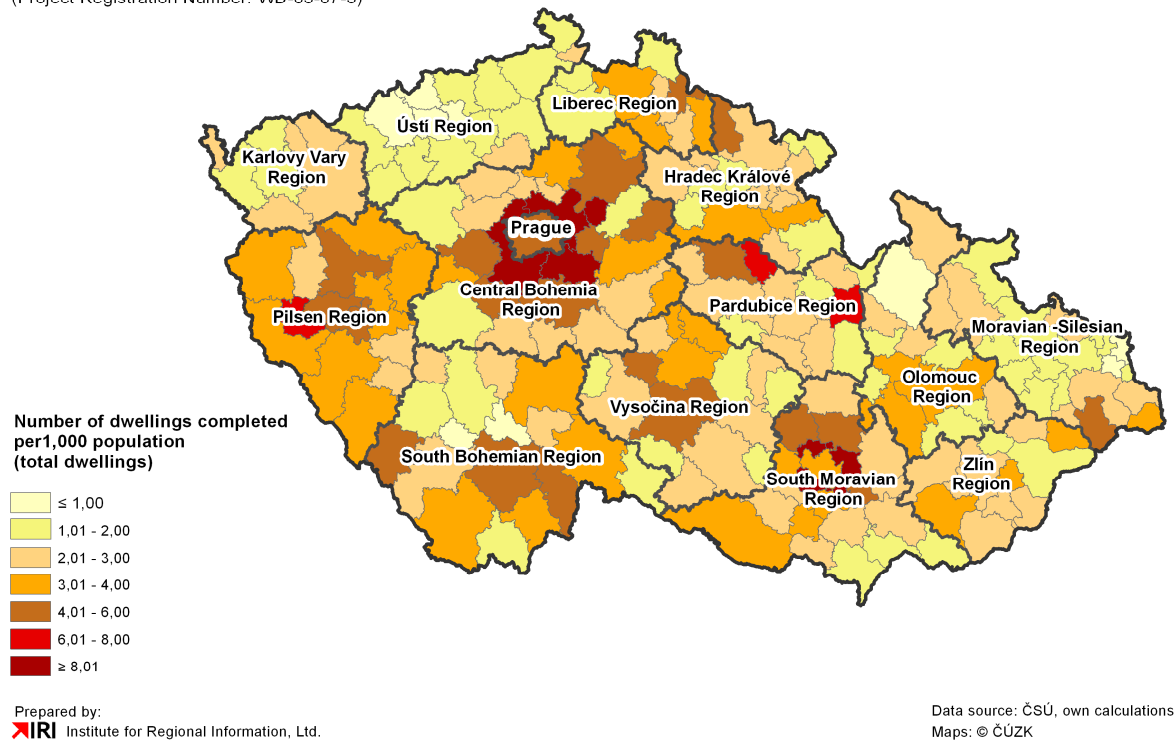 Liberec Region
Ústí Region
Karlovy Vary
Region
Hradec Králové
Region
Prague
Central Bohemia
Region
Pardubice Region
Pilsen Region
Moravian -Silesian
Region
Olomouc
Region
Vysočina Region
South Bohemian Region
Zlín
Region
South Moravian
Region
Number of dwellings completed
per1,000 population
(total dwellings)
≤ 1,00
1,01 - 2,00
2,01 - 3,00
3,01 - 4,00
4,01 - 6,00
6,01 - 8,00
≥ 8,01
Prepared by:
IRI Institute for Regional Information, Ltd.
Data source: ČSÚ, own calculations
Maps: © ČÚZK